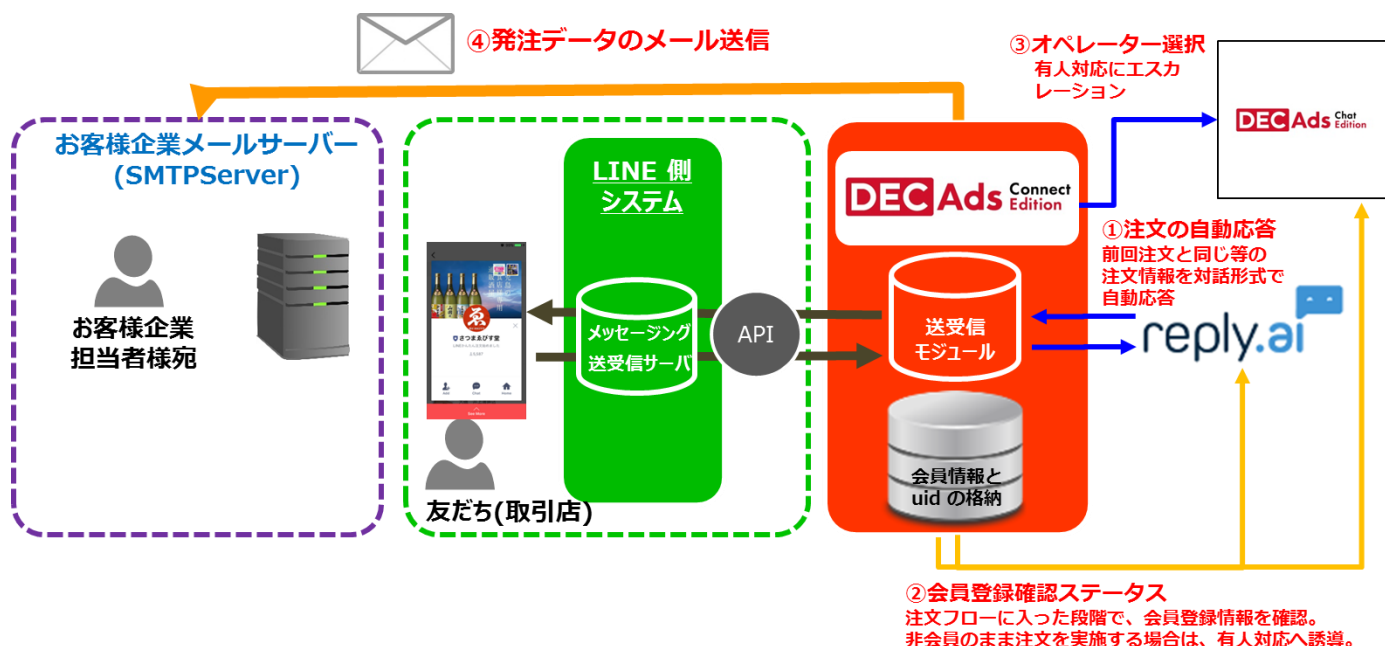 ④発注データのメール送信
③オペレーター選択
有人対応にエスカ
レーション
DEC Ads Chat Edition
お客様企業メールサーバー
(SMTPServer)
お客様企業
担当者様宛
LINE 側
システム
さつまゑびす堂
メッセージング
送受信サーバ
友だち(取引店)
API
DEC Ads Connect Edition
送受信
モジュール
会員情報と
uid の格納
①注文の自動応答
前回注文と同じ等の
注文情報を対話形式で
自動応答
reply.ai
②会員登録確認ステータス
注文フローに入った段階で、会員登録情報を確認。
非会員のまま注文を実施する場合は、有人対応へ誘導。